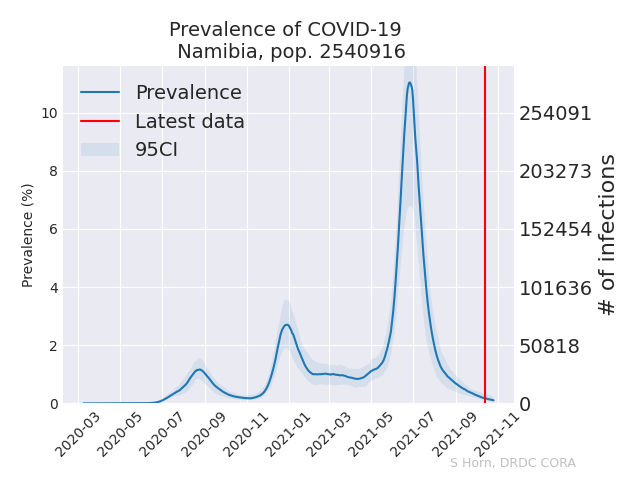 Prevalence of COVID-19
Namibia, pop. 2540916
Prevalence
Latest data
95CI
Prevalence (%)
10
8
6
4
2
0
254091
203273
152454
101636
50818
0
# of infections
2020-03
2020-05
2020-07
2020-09
2020-11
2021-01
2021-03
2021-05
2021-07
2021-09
2021-11
S Horn, DRDC CORA